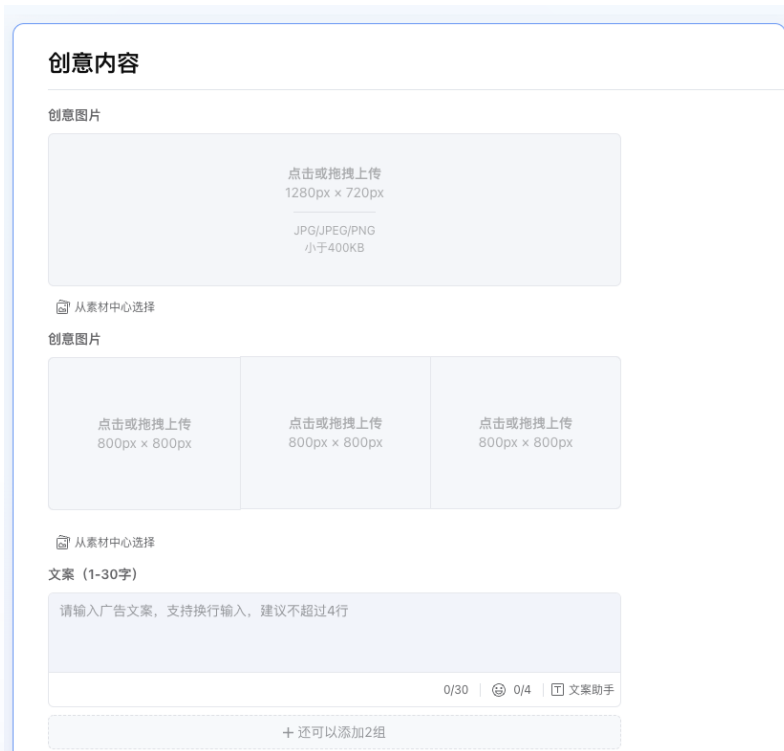 创意内容
创意图片
点击或拖拽上传
1280px × 720px
JPG/JPEG/PNG
小于400KB
从素材中心选择
创意图片
点击或拖拽上传
800px × 800px
点击或拖拽上传
800px × 800px
点击或拖拽上传
800px × 800px
从素材中心选择
文案（1-30字）
请输入广告文案，支持换行输入，建议不超过4行
0/30 0/4 文案助手
+ 还可以添加2组